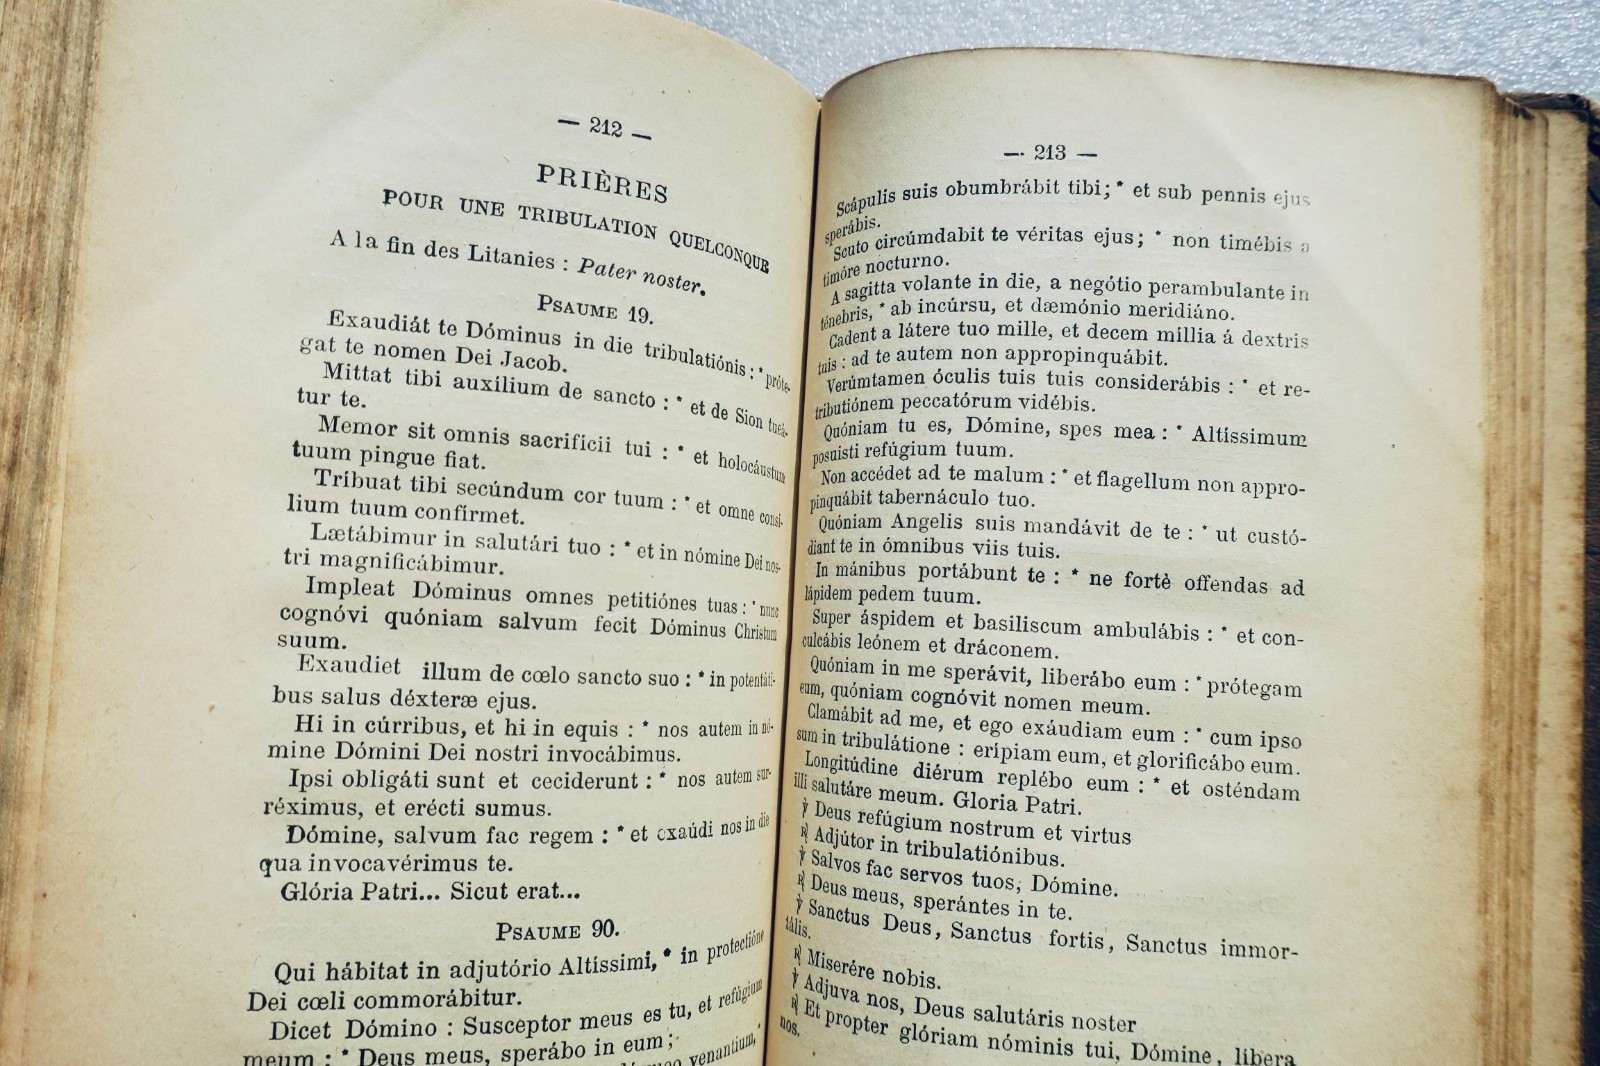 — 212 —
PRIÈRES
POUR UNE TRIBULATION QUELCONQUE
A la fin des Litanies : Pater noster.
PSAUME 19.
Exaudiát te Dóminus in die tribulatiónis : * próte-
gat te nomen Dei Jacob.
Mittat tibi auxílium de sancto : * et de Sion tueá-
tur te.
Memor sit omnis sacrifícii tui : * et holocáustum
tuum pingue fiat.
Tríbuat tibi secúndum cor tuum : * et omne consí-
lium tuum confírmet.
Lætábimur in salutári tuo : * et in nómine Dei nos-
tri magnificábimur.
Impleat Dóminus omnes petitiónes tuas : * nunc
cognóvi quóniam salvum fecit Dóminus Christum
suum.
Exaudiet illum de cœlo sancto suo : * in potentáti-
bus salus déxteræ ejus.
Hi in cúrribus, et hi in equis : * nos autem in nó-
mine Dómini Dei nostri invocábimus.
Ipsi obligáti sunt et ceciderunt : * nos autem sur-
réximus, et erécti sumus.
Dómine, salvum fac regem : * et exaúdi nos in die
qua invocavérimus te.
Glória Patri... Sicut erat...
PSAUME 90.
Qui hábitat in adjutório Altíssimi, * in protectióne
Dei cœli commorábitur.
Dicet Dómino : Susceptor meus es tu, et refúgium
meum : * Deus meus, sperábo in eum ;
venantium, *
— 213 —
Scápulis suis obumbrábit tibi; * et sub pennis ejus
sperábis.
Scuto circúmdabit te véritas ejus; * non timébis a
timóre nocturno.
A sagitta volante in die, a negótio perambulante in
ténebris, * ab incúrsu, et dæmónio meridiáno.
Cadent a látere tuo mille, et decem míllia á dextris
tuis : ad te autem non appropinquábit.
Verúmtamen óculis tuis tuis considerábis : * et re-
tributiónem peccatórum vidébis.
Quóniam tu es, Dómine, spes mea : * Altíssimum
posuisti refúgium tuum.
Non accédet ad te malum : * et flagellum non appro-
pinquábit tabernáculo tuo.
Quóniam Angelis suis mandávit de te : * ut custó-
diant te in ómnibus viis tuis.
In mánibus portábunt te : * ne fortè offendas ad
lápidem pedem tuum.
Super áspidem et basiliscum ambulábis : * et con-
culcábis leónem et dráconem.
Quóniam in me sperávit, liberábo eum : * prótegam
eum, quóniam cognóvit nomen meum.
Clamábit ad me, et ego exáudiam eum : * cum ipso
sum in tribulátione : erípiam eum, et glorificábo eum.
Longitúdine diérum replébo eum : * et osténdam
illi salutáre meum. Gloria Patri.
℣ Deus refúgium nostrum et virtus
℟ Adjútor in tribulatiónibus.
℣ Salvos fac servos tuos, Dómine.
℟ Deus meus, sperántes in te.
℣ Sanctus Deus, Sanctus fortis, Sanctus immor-
tális.
℟ Miserére nobis.
℣ Adjuva nos, Deus salutáris noster
℟ Et propter glóriam nóminis tui, Dómine, líbera
nos.